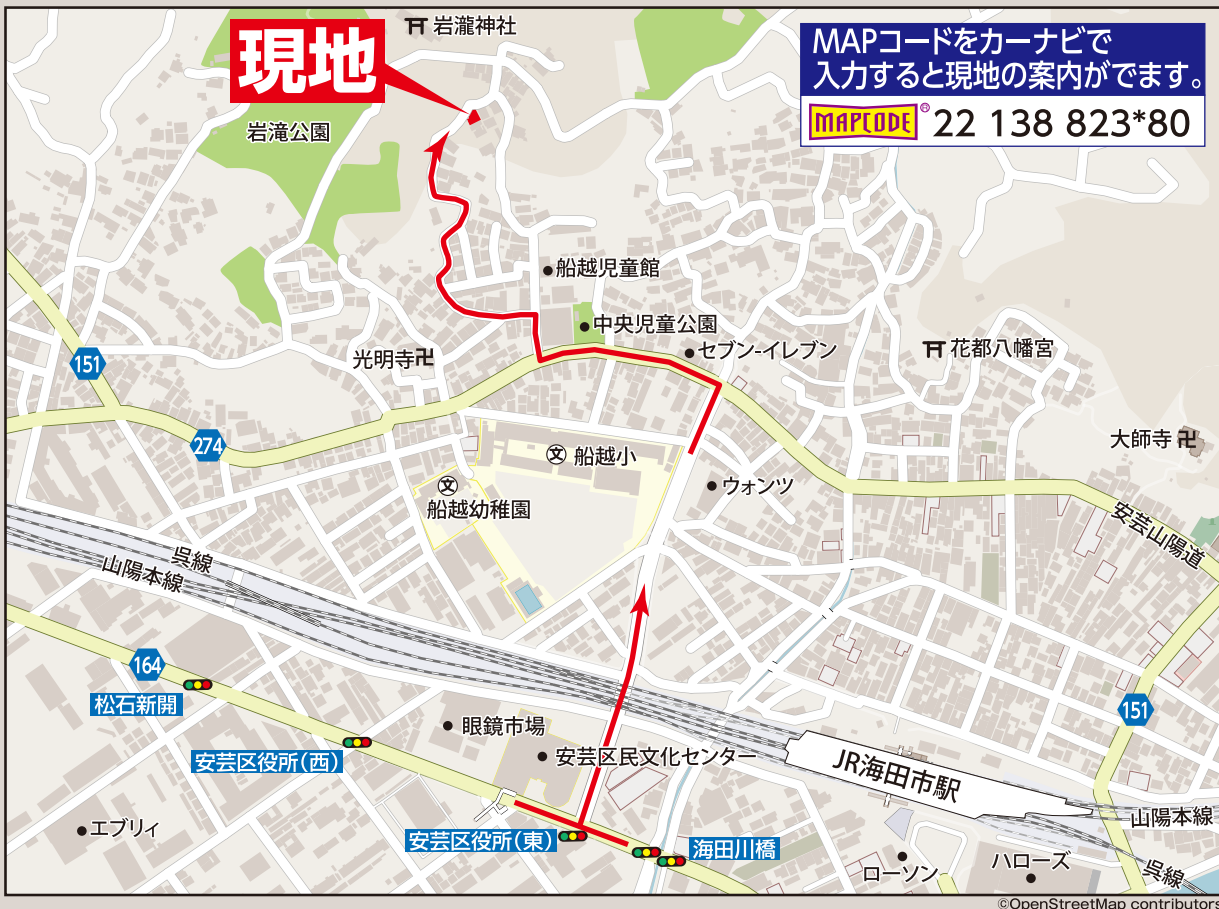 岩瀧神社
現地
MAPコードをカーナビで
入力すると現地の案内がでます。
MAPCODE® 22 138 823*80
岩滝公園
船越児童館
中央児童公園
セブン-イレブン
花都八幡宮
光明寺
151
274
大師寺
船越小
文
文
船越幼稚園
ウォンツ
安芸山陽道
呉線
山陽本線
164
松石新開
151
眼鏡市場
安芸区役所(西)
安芸区民文化センター
JR海田市駅
山陽本線
エブリィ
安芸区役所(東)
海田川橋
ローソン
ハローズ
呉線
©OpenStreetMap contributors